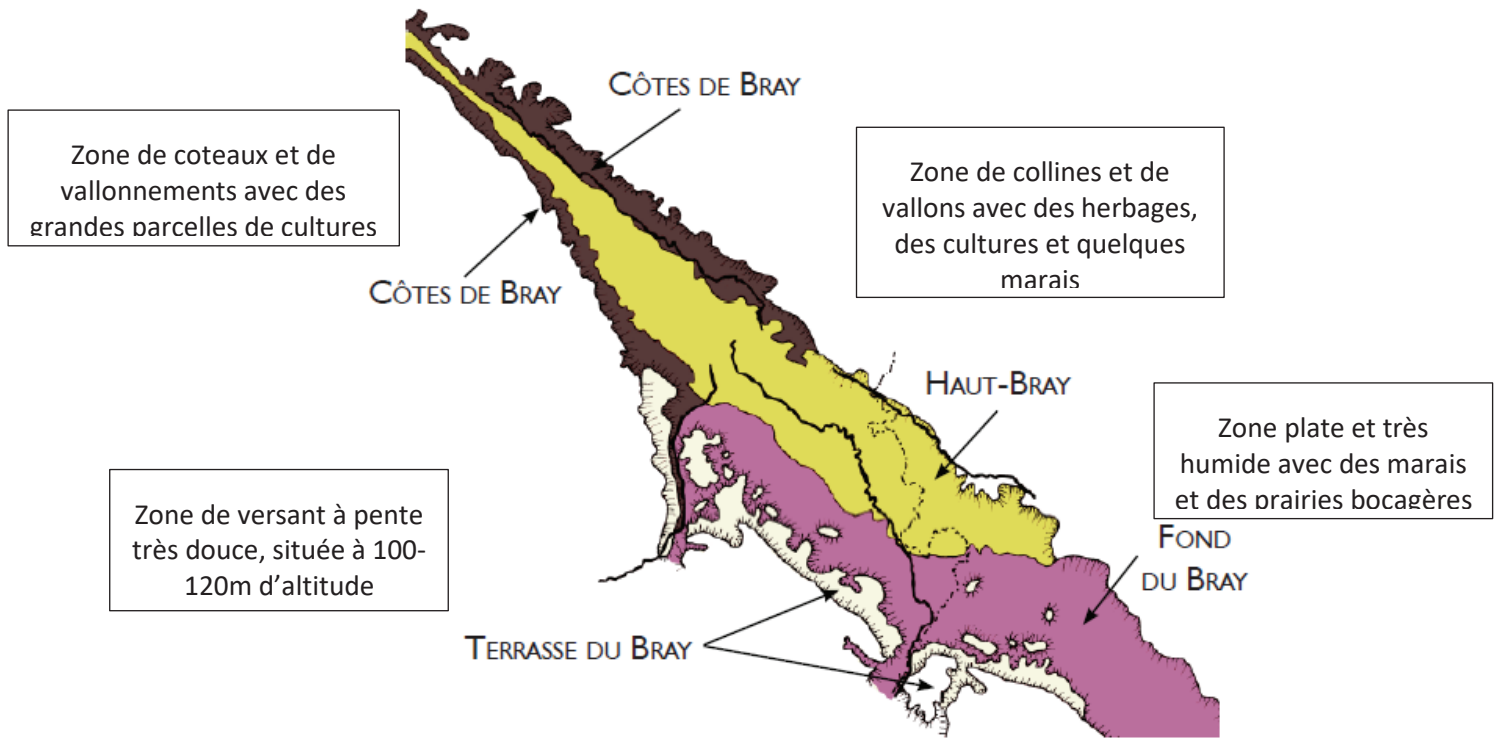 CÔTES DE BRAY
Zone de coteaux et de
vallonnements avec des
grandes parcelles de cultures
Zone de collines et de
vallons avec des herbages,
des cultures et quelques
marais
CÔTES DE BRAY
HAUT-BRAY
Zone plate et très
humide avec des marais
et des prairies bocagères
Zone de versant à pente
très douce, située à 100-
120m d’altitude
FOND
DU BRAY
TERRASSE DU BRAY